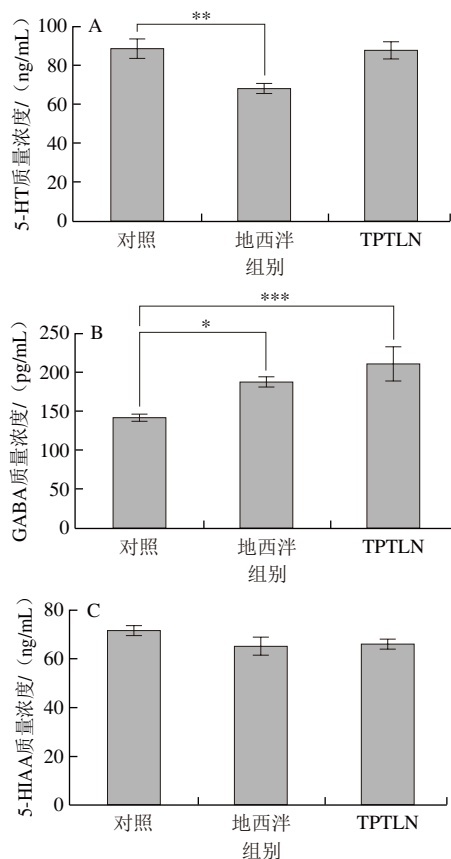 A
**
5-HT质量浓度/（ng/mL）
100
80
60
40
20
0
对照
地西泮
TPTLN
组别
B
***
*
GABA质量浓度/（pg/mL）
250
200
150
100
50
0
对照
地西泮
TPTLN
组别
C
5-HIAA质量浓度/（ng/mL）
80
60
40
20
0
对照
地西泮
TPTLN
组别